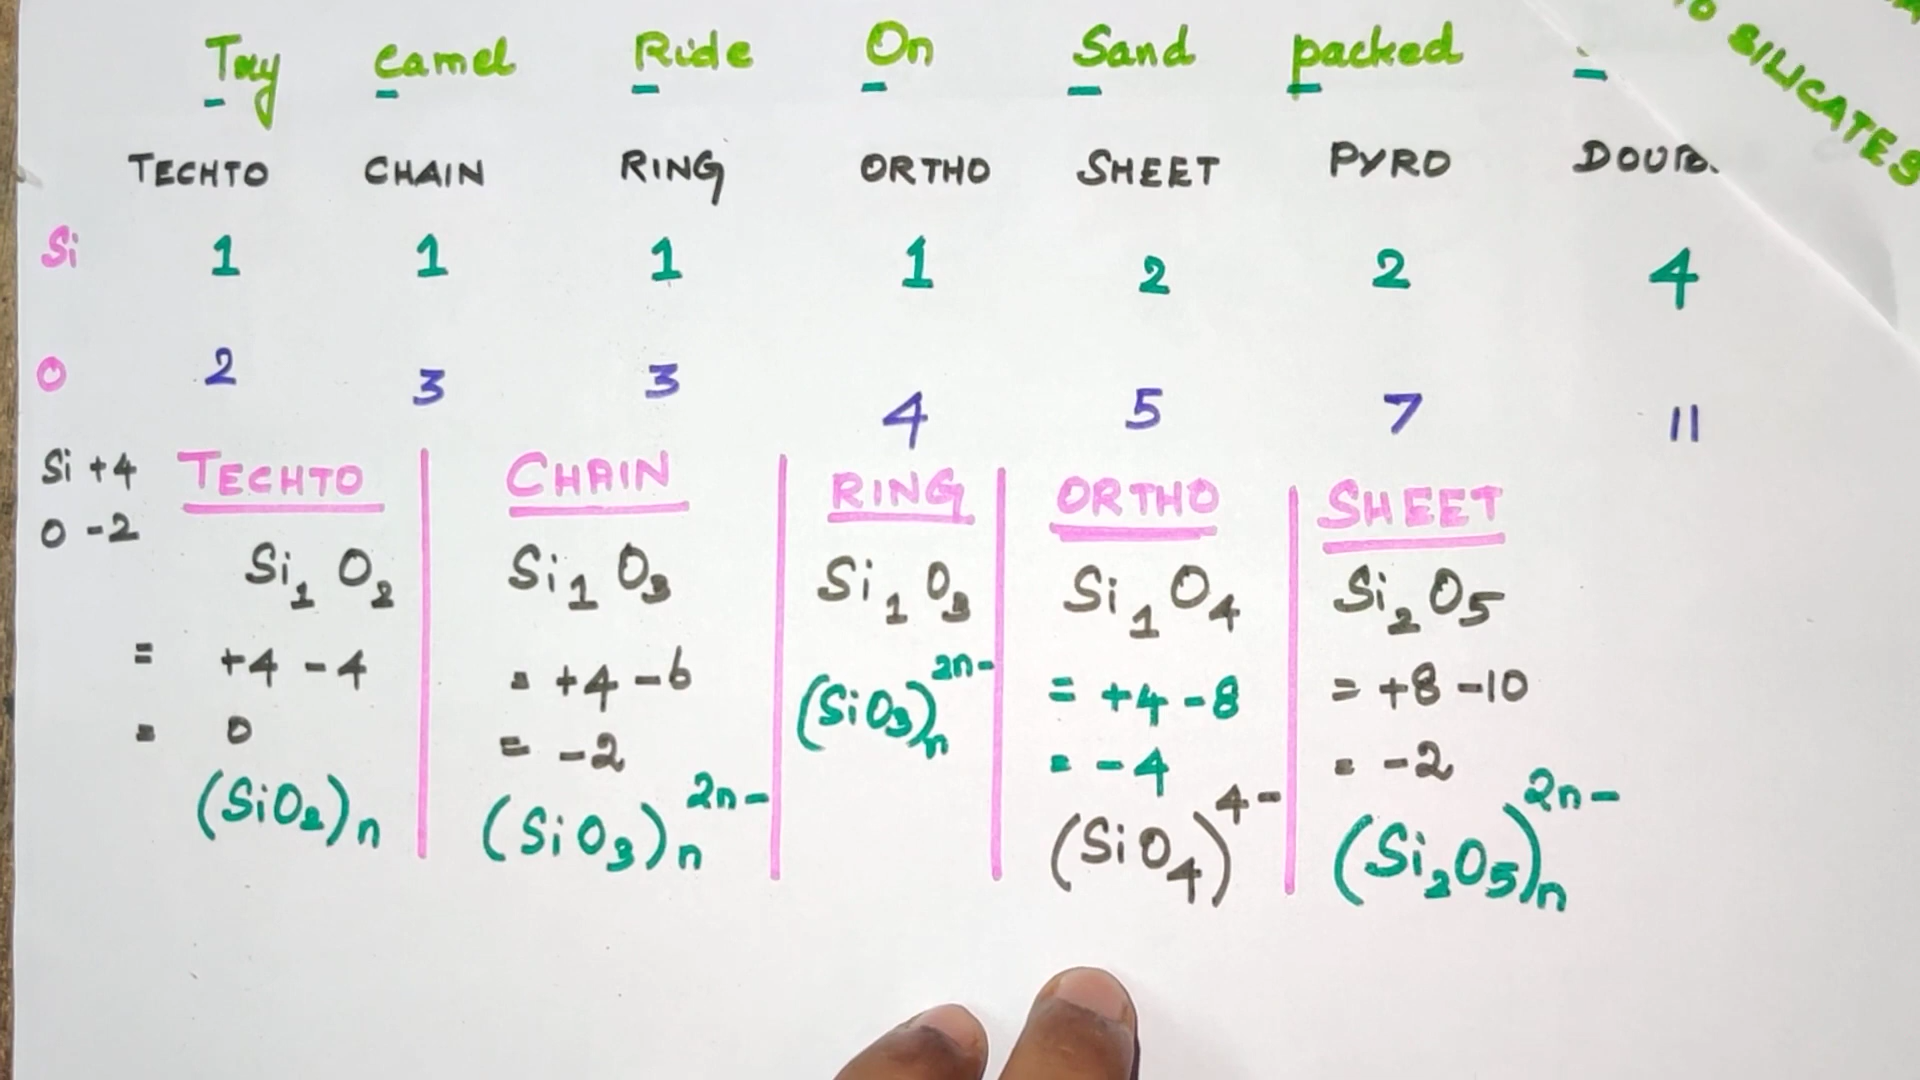 Try camel Ride On Sand packed
TO SILICATES
TECHTO CHAIN RING ORTHO SHEET PYRO
Si 1 1 1 1 2 2 4
O 2 3 3 4 5 7 11
Si +4
O -2
TECHTO
Si₁ O₂
= +4 - 4
= 0
(SiO₂)n
CHAIN
Si₁ O₃
= +4 - 6
= -2
(SiO₃)n 2n-
RING
Si₁ O₃
(SiO₃)n 2n-
ORTHO
Si₁ O₄
= +4 - 8
= -4
(SiO₄) 4-
SHEET
Si₂ O₅
= +8 - 10
= -2
(Si₂O₅)n 2n-